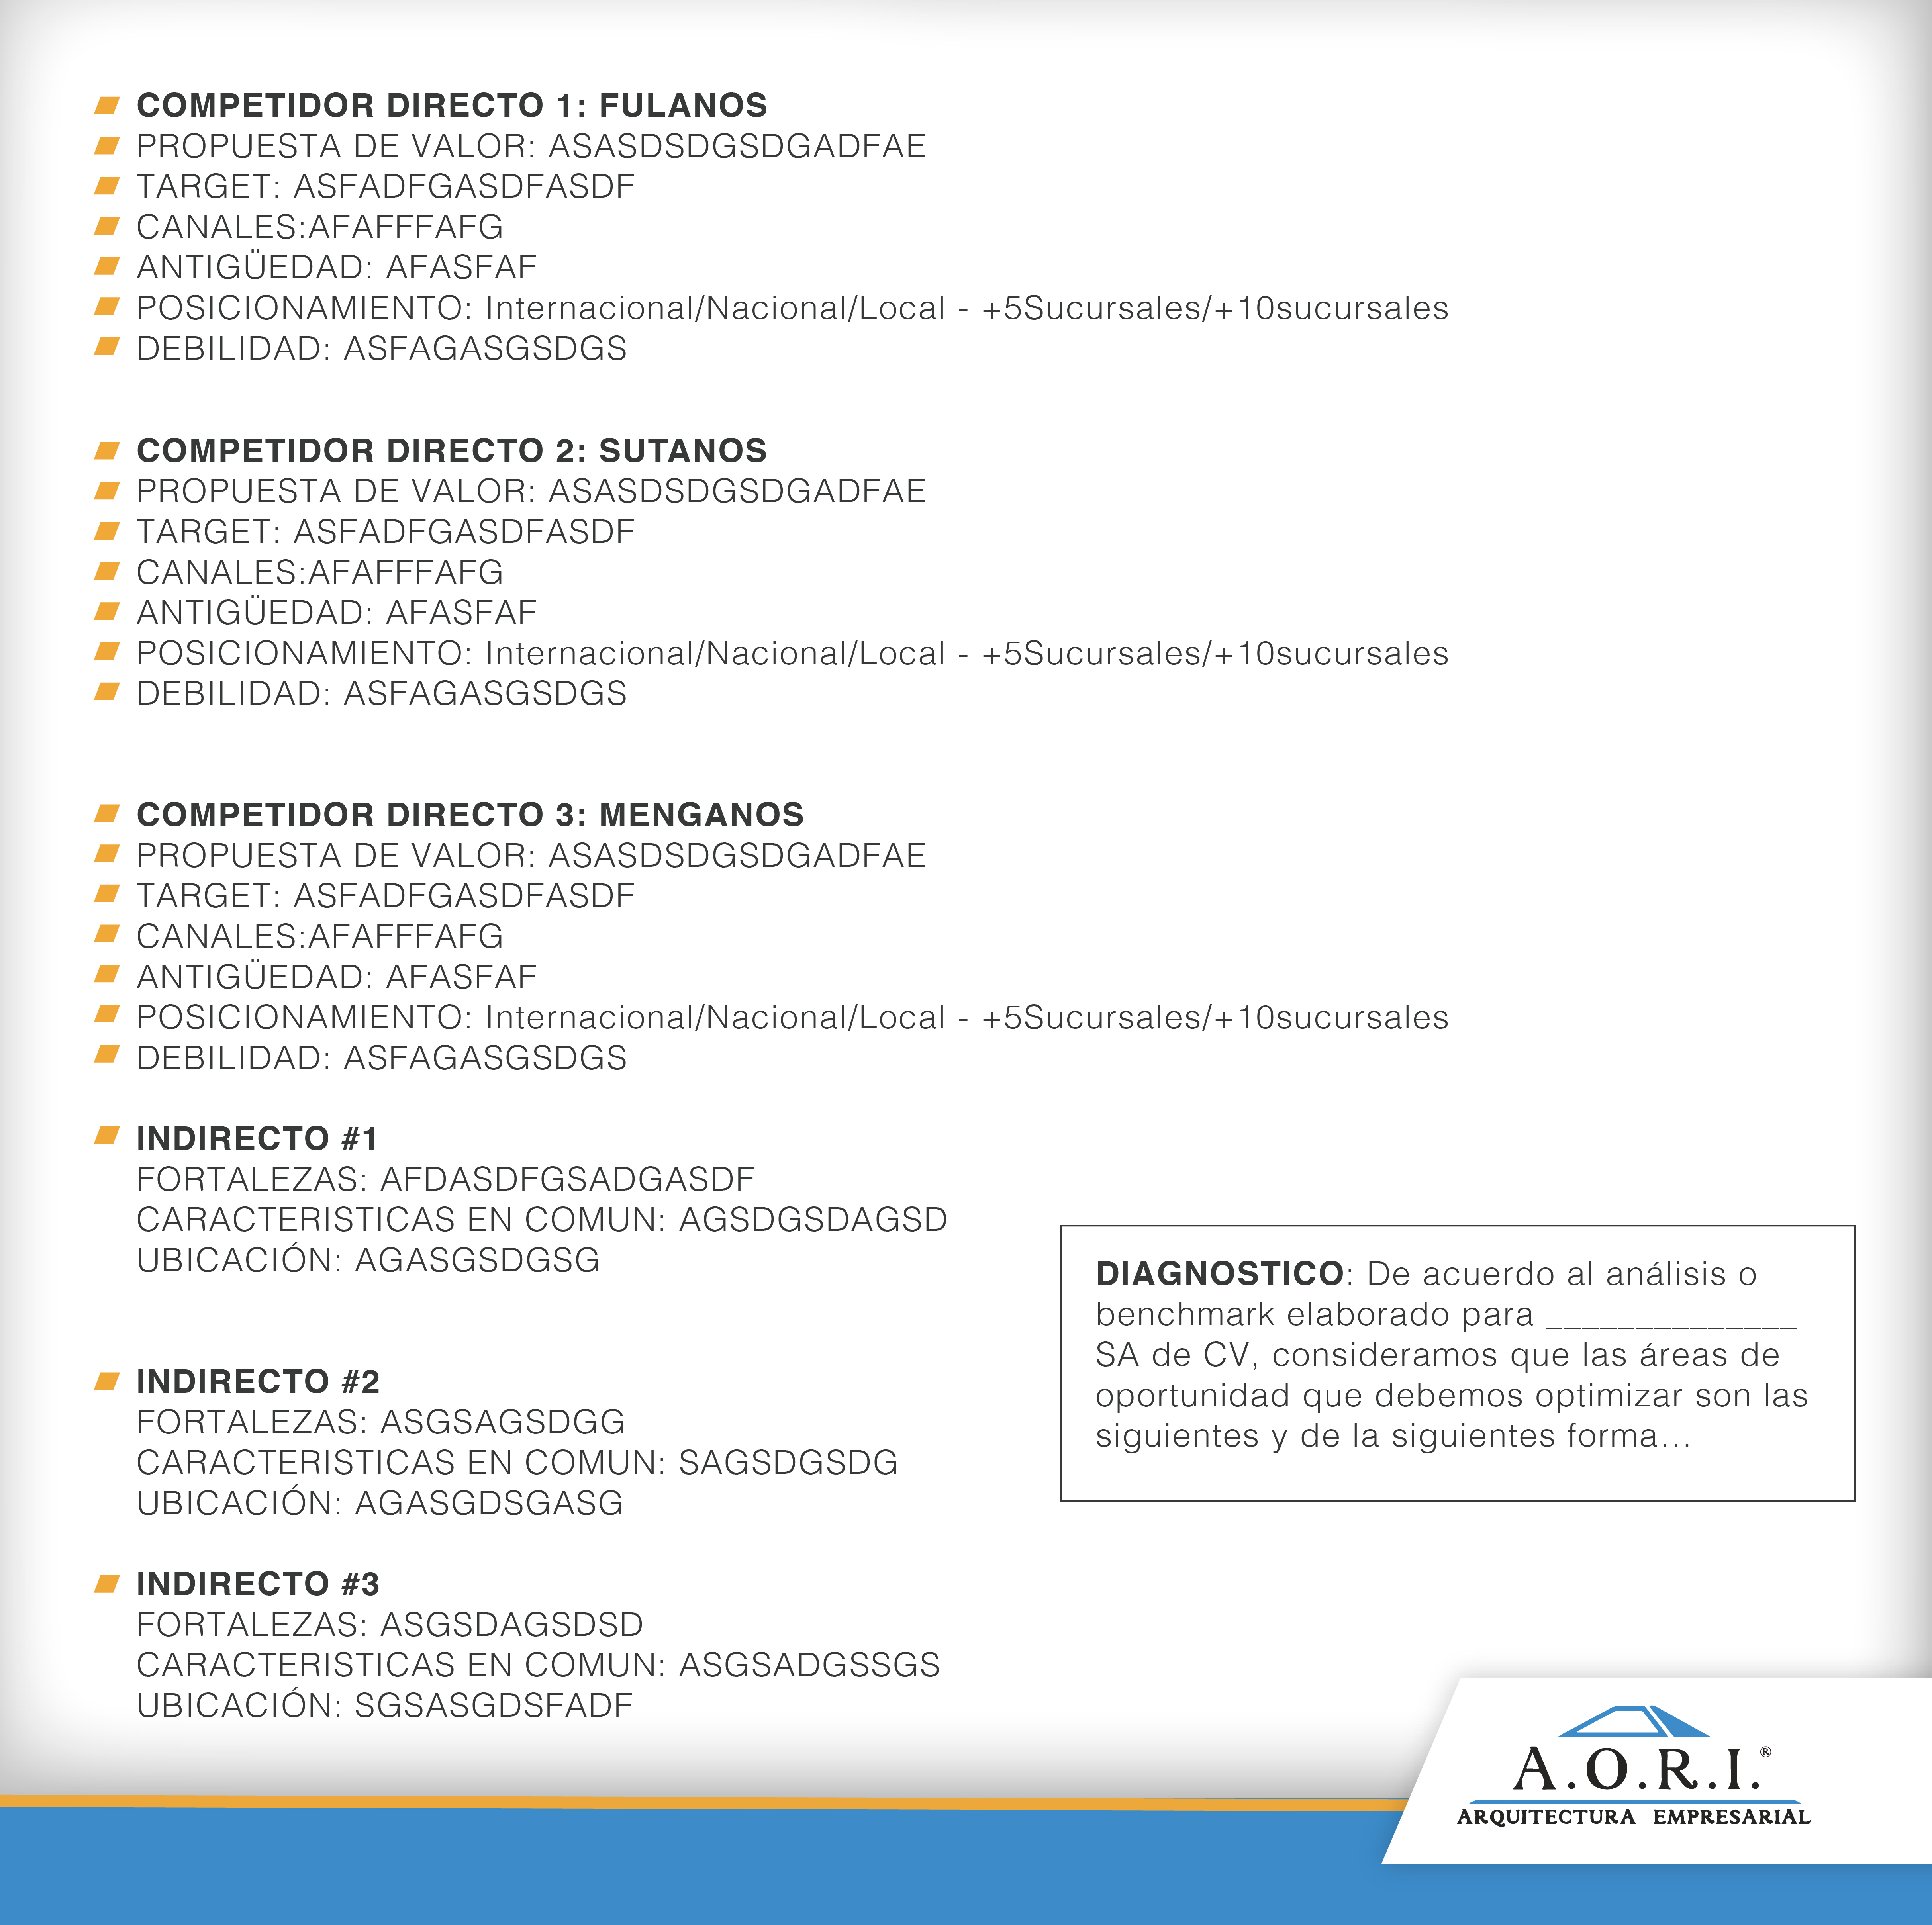 COMPETIDOR DIRECTO 1: FULANOS
PROPUESTA DE VALOR: ASASDSDGSDGADFAE
TARGET: ASFADFGASDFASDF
CANALES:AFAFFFAFG
ANTIGÜEDAD: AFASFAF
POSICIONAMIENTO: Internacional/Nacional/Local - +5Sucursales/+10sucursales
DEBILIDAD: ASFAGASGSDGS
COMPETIDOR DIRECTO 2: SUTANOS
PROPUESTA DE VALOR: ASASDSDGSDGADFAE
TARGET: ASFADFGASDFASDF
CANALES:AFAFFFAFG
ANTIGÜEDAD: AFASFAF
POSICIONAMIENTO: Internacional/Nacional/Local - +5Sucursales/+10sucursales
DEBILIDAD: ASFAGASGSDGS
COMPETIDOR DIRECTO 3: MENGANOS
PROPUESTA DE VALOR: ASASDSDGSDGADFAE
TARGET: ASFADFGASDFASDF
CANALES:AFAFFFAFG
ANTIGÜEDAD: AFASFAF
POSICIONAMIENTO: Internacional/Nacional/Local - +5Sucursales/+10sucursales
DEBILIDAD: ASFAGASGSDGS
INDIRECTO #1
FORTALEZAS: AFDASDFGSADGASDF
CARACTERISTICAS EN COMUN: AGSDGSDAGSD
UBICACIÓN: AGASGSDGSG
INDIRECTO #2
FORTALEZAS: ASGSAGSDGG
CARACTERISTICAS EN COMUN: SAGSDGSDG
UBICACIÓN: AGASGDSGASG
INDIRECTO #3
FORTALEZAS: ASGSDAGSDSD
CARACTERISTICAS EN COMUN: ASGSADGSSGS
UBICACIÓN: SGSASGDSFADF
DIAGNOSTICO: De acuerdo al análisis o
benchmark elaborado para ______________
SA de CV, consideramos que las áreas de
oportunidad que debemos optimizar son las
siguientes y de la siguientes forma...
A.O.R.I.®
ARQUITECTURA EMPRESARIAL